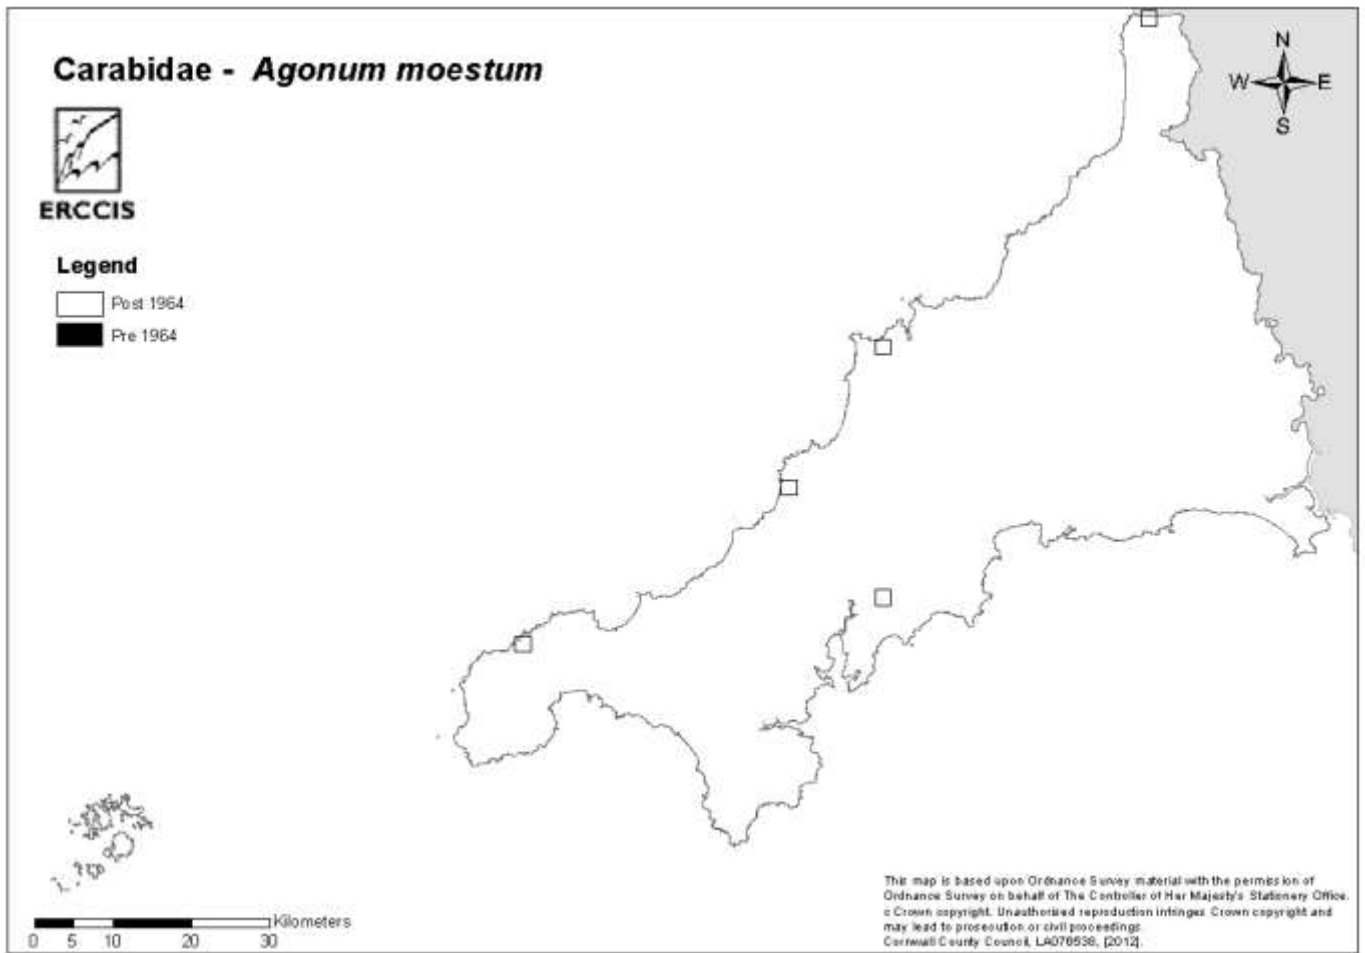 Carabidae - Agonum moestum
N
W E
S
ERCCIS
Legend
Post 1964
Pre 1964
This map is based upon Ordnance Survey material with the permission of
Ordnance Survey on behalf of The Controller of Her Majesty's Stationery Office.
c Crown copyright. Unauthorised reproduction infringes Crown copyright and
may lead to prosecution or civil proceedings.
Cornwall County Council, LA076538, [2012].
Kilometers
0 5 10 20 30